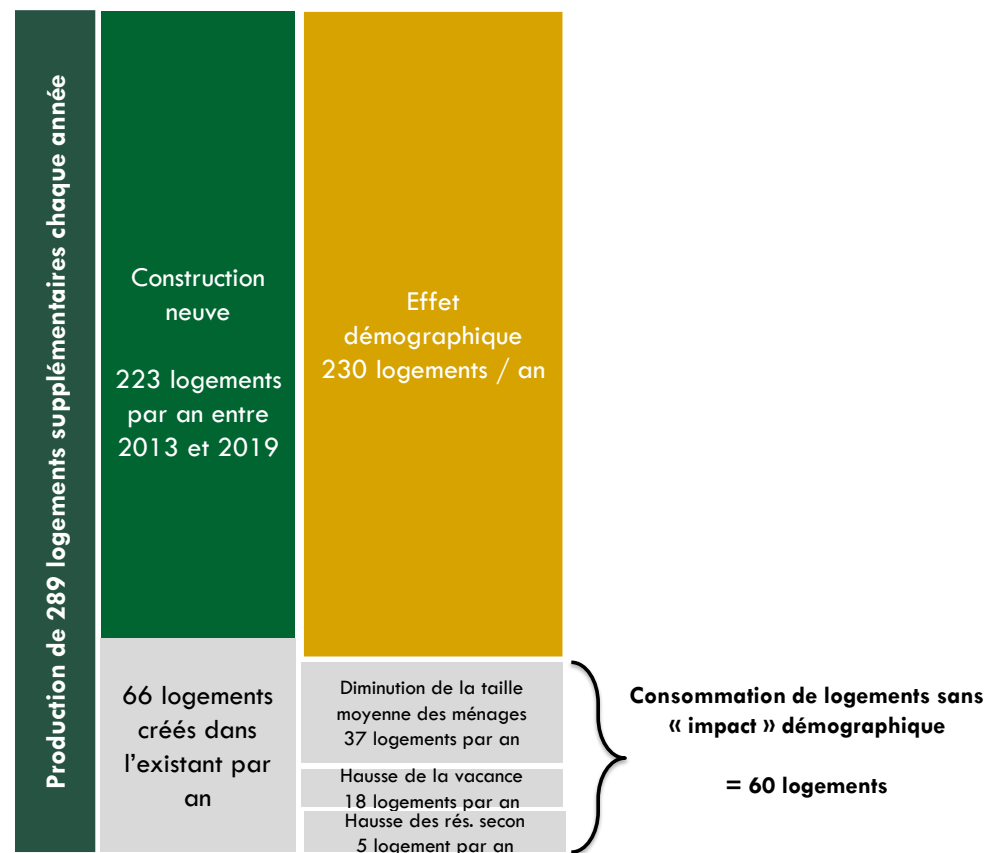 Production de 289 logements supplémentaires chaque année
Construction
neuve
223 logements
par an entre
2013 et 2019
66 logements
créés dans
l'existant par
an
Effet
démographique
230 logements / an
Diminution de la taille
moyenne des ménages
37 logements par an
Hausse de la vacance
18 logements par an
Hausse des rés. secon
5 logement par an
Consommation de logements sans
« impact » démographique
= 60 logements